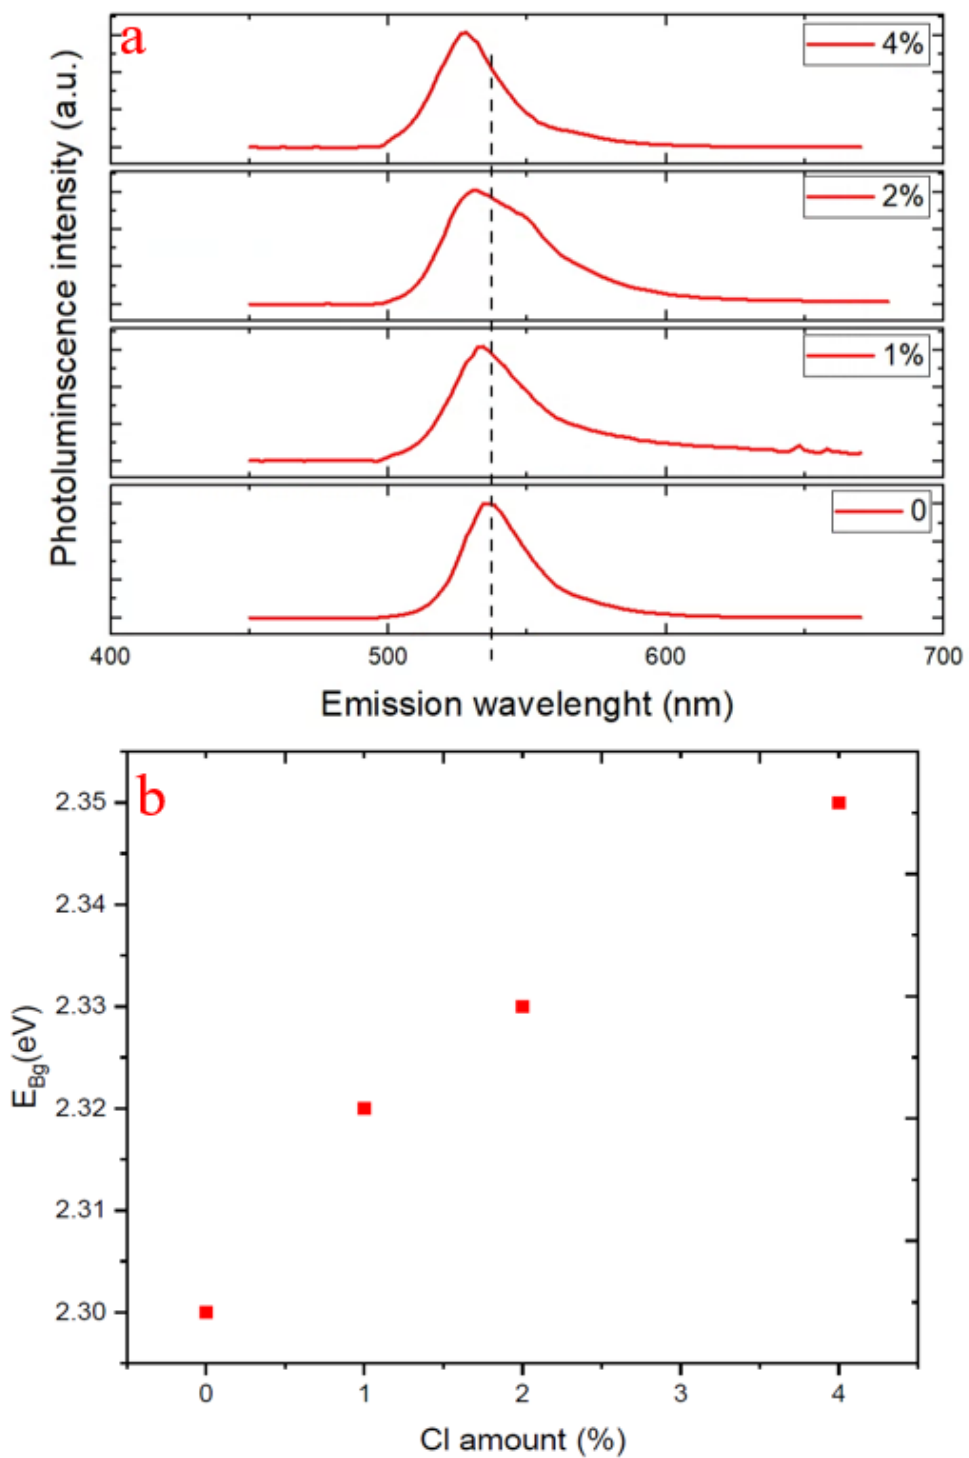 a
4%
2%
1%
0
Photoluminscence intensity (a.u.)
400 500 600 700
Emission wavelenght (nm)
b
2.35
2.34
2.33
2.32
2.31
2.30
E_Bg(eV)
0 1 2 3 4
Cl amount (%)